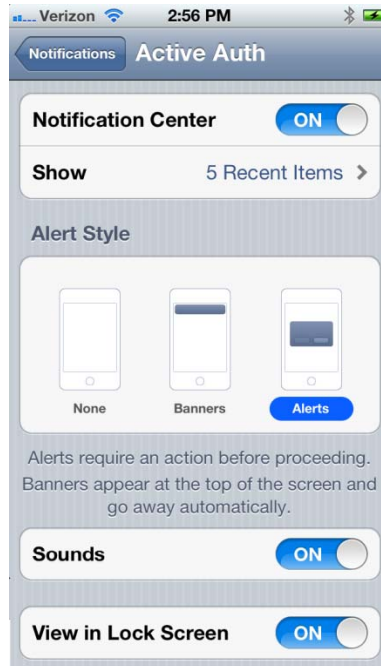 Verizon 2:56 PM
Notifications Active Auth
Notification Center ON
Show 5 Recent Items >
Alert Style
None Banners Alerts
Alerts require an action before proceeding.
Banners appear at the top of the screen and
go away automatically.
Sounds ON
View in Lock Screen ON